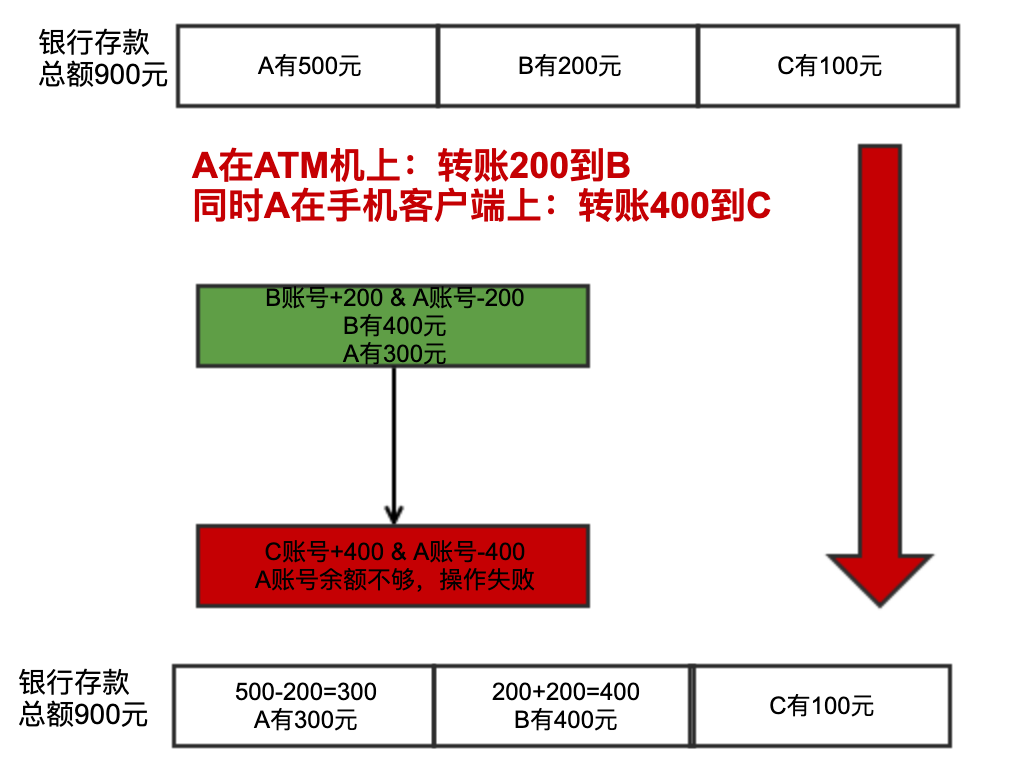 银行存款
总额900元
A有500元
B有200元
C有100元
A在ATM机上：转账200到B
同时A在手机客户端上：转账400到C
B账号+200 & A账号-200
B有400元
A有300元
C账号+400 & A账号-400
A账号余额不够，操作失败
银行存款
总额900元
500-200=300
A有300元
200+200=400
B有400元
C有100元